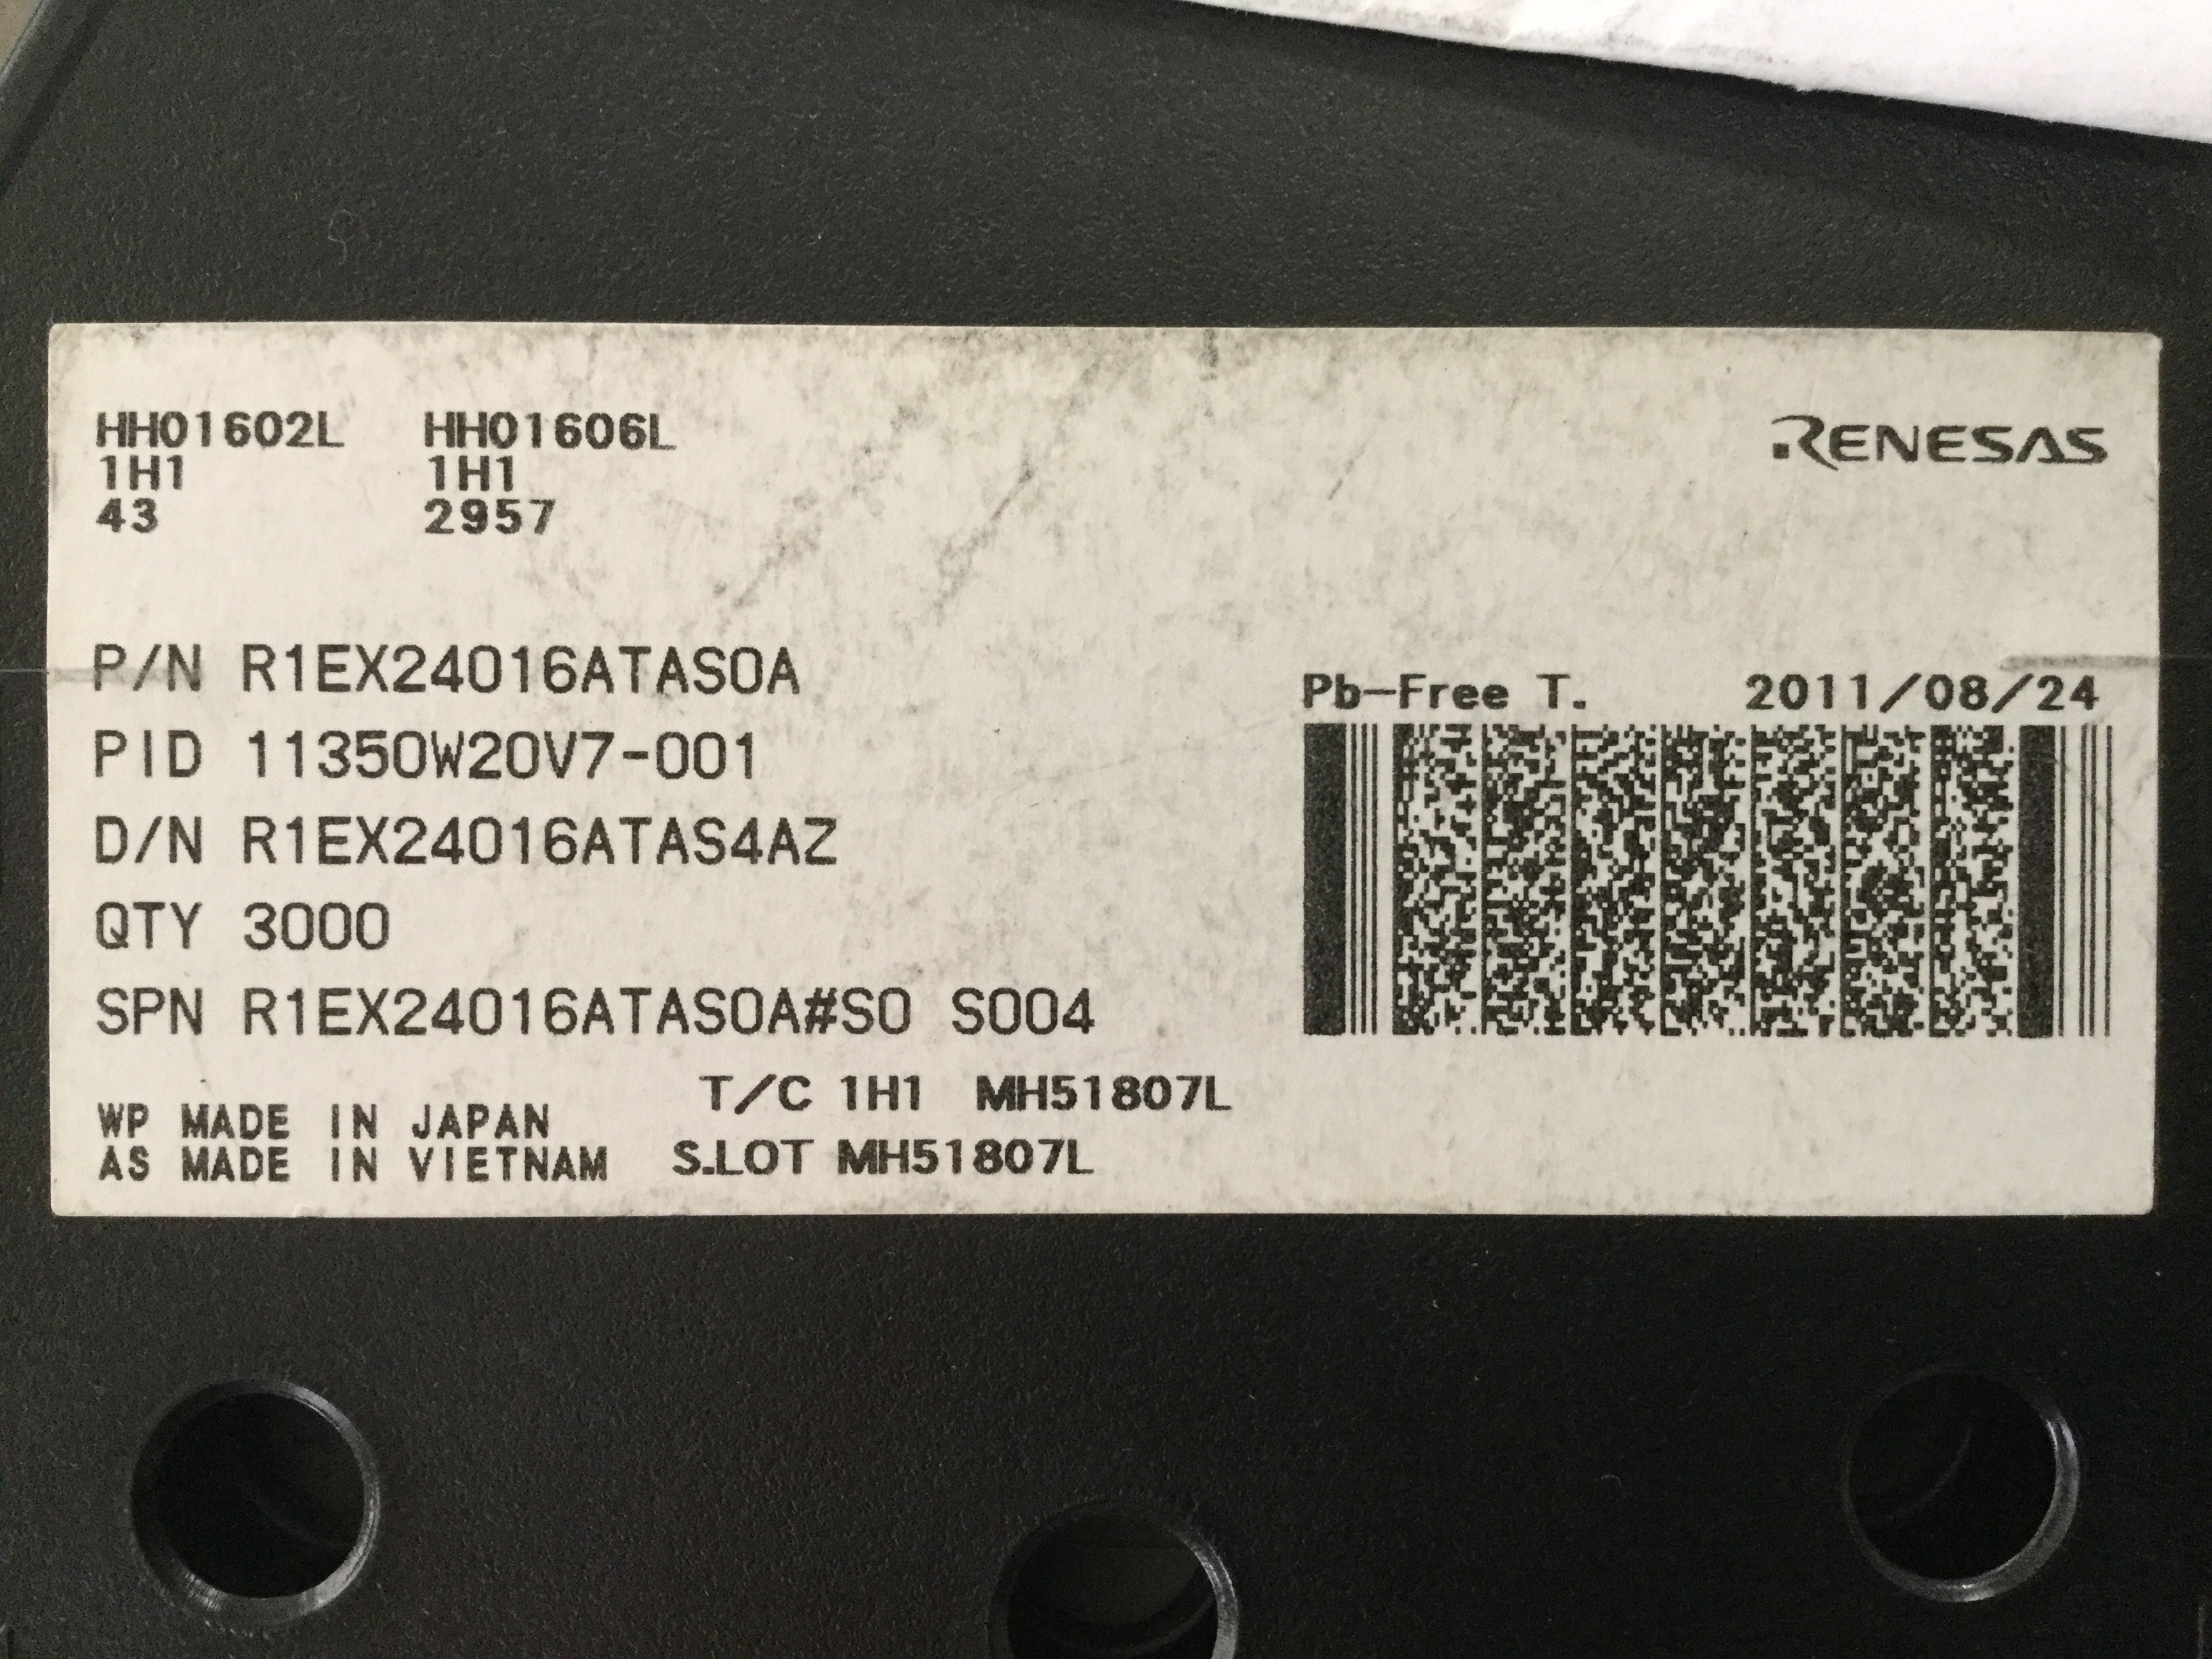 HH01602L HH01606L
1H1 1H1
43 2957
RENESAS
P/N R1EX24016ATAS0A
PID 11350W20V7-001
D/N R1EX24016ATAS4AZ
QTY 3000
SPN R1EX24016ATAS0A#S0 S004
Pb-Free T. 2011/08/24
T/C 1H1 MH51807L
WP MADE IN JAPAN
AS MADE IN VIETNAM S.LOT MH51807L